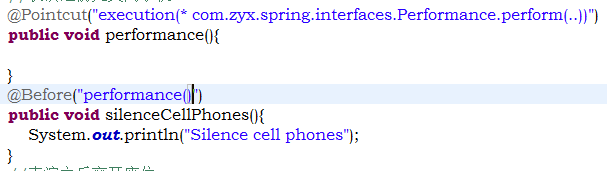 @Pointcut("execution(* com.zyx.spring.interfaces.Performance.perform(..))")
public void performance(){
}
@Before("performance()")
public void silenceCellPhones(){
System.out.println("Silence cell phones");
}